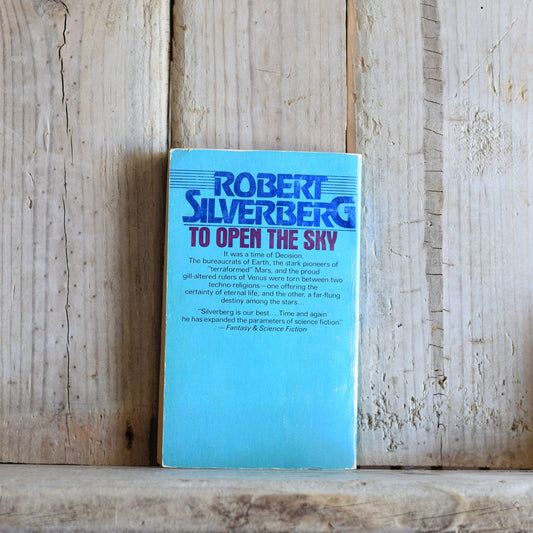 ROBERT
SILVERBERG
TO OPEN THE SKY
It was a time of Decision.
The bureaucrats of Earth, the stark pioneers of
"terraformed" Mars, and the proud
gill-altered rulers of Venus were torn between two
techno-religions—one offering the
certainty of eternal life, and the other, a far-flung
destiny among the stars...
"Silverberg is our best....Time and again
he has expanded the parameters of science fiction"
—Fantasy & Science Fiction